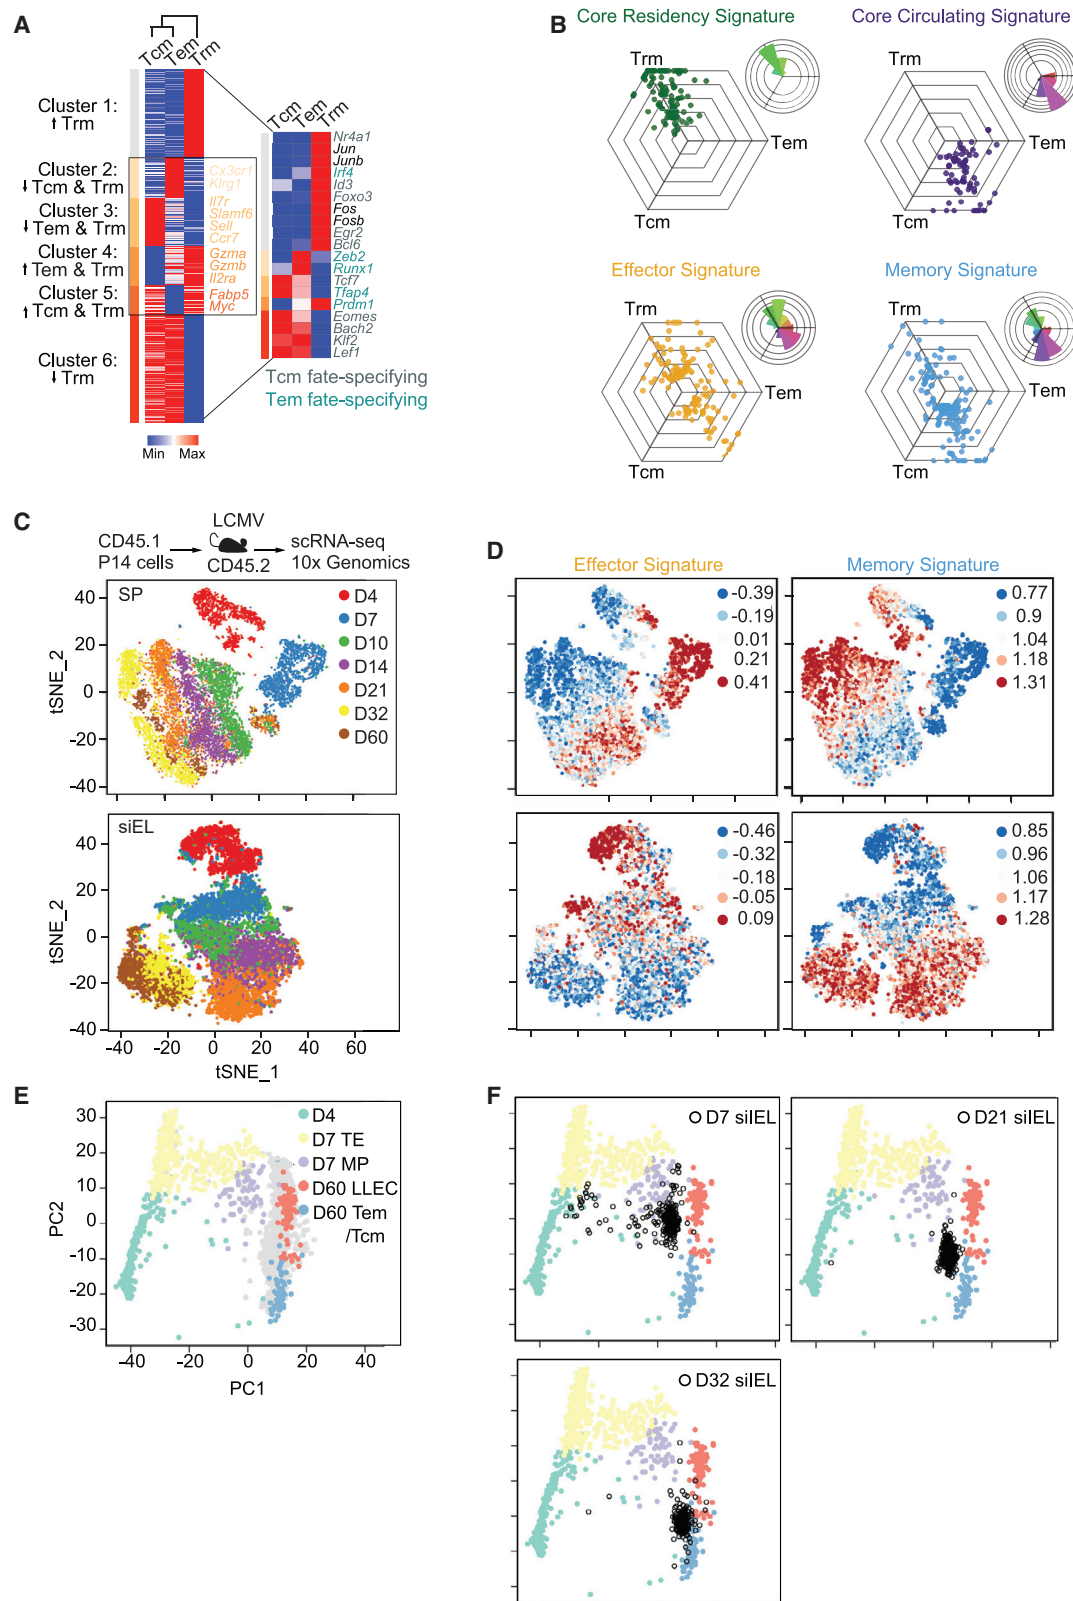 A
Tcm
Tem
Trm
Cluster 1:
↑ Trm
Cluster 2:
↓ Tcm & Trm
Cluster 3:
↓ Tem & Trm
Cluster 4:
↑ Tem & Trm
Cluster 5:
↑ Tcm & Trm
Cluster 6:
↓ Trm
Cx3cr1
Klrg1
Il7r
Slamf6
Sell
Ccr7
Gzma
Gzmb
Il2ra
Fabp5
Myc
Min
Max
Tcm
Tem
Trm
Nr4a1
Jun
Junb
Irf4
Id3
Foxo3
Fos
Fosb
Egr2
Bcl6
Zeb2
Runx1
Tcf7
Tfap4
Prdm1
Eomes
Bach2
Klf2
Lef1
Tcm fate-specifying
Tem fate-specifying
B
Core Residency Signature
Trm
Tem
Tcm
Core Circulating Signature
Trm
Tem
Tcm
Effector Signature
Trm
Tem
Tcm
Memory Signature
Trm
Tem
Tcm
C
CD45.1
P14 cells
LCMV
CD45.2
scRNA-seq
10x Genomics
SP
D4
D7
D10
D14
D21
D32
D60
40
20
0
-20
-40
tSNE_2
siEL
40
20
0
-20
-40
tSNE_2
-40 -20 0 20 40 60
tSNE_1
D
Effector Signature
-0.39
-0.19
0.01
0.21
0.41
Memory Signature
0.77
0.9
1.04
1.18
1.31
-0.46
-0.32
-0.18
-0.05
0.09
0.85
0.96
1.06
1.17
1.28
E
D4
D7 TE
D7 MP
D60 LLEC
D60 Tem
/Tcm
30
20
10
0
-10
-20
-30
PC2
-40 -20 0 20 40
PC1
F
D7 siIEL
D21 siIEL
D32 siIEL